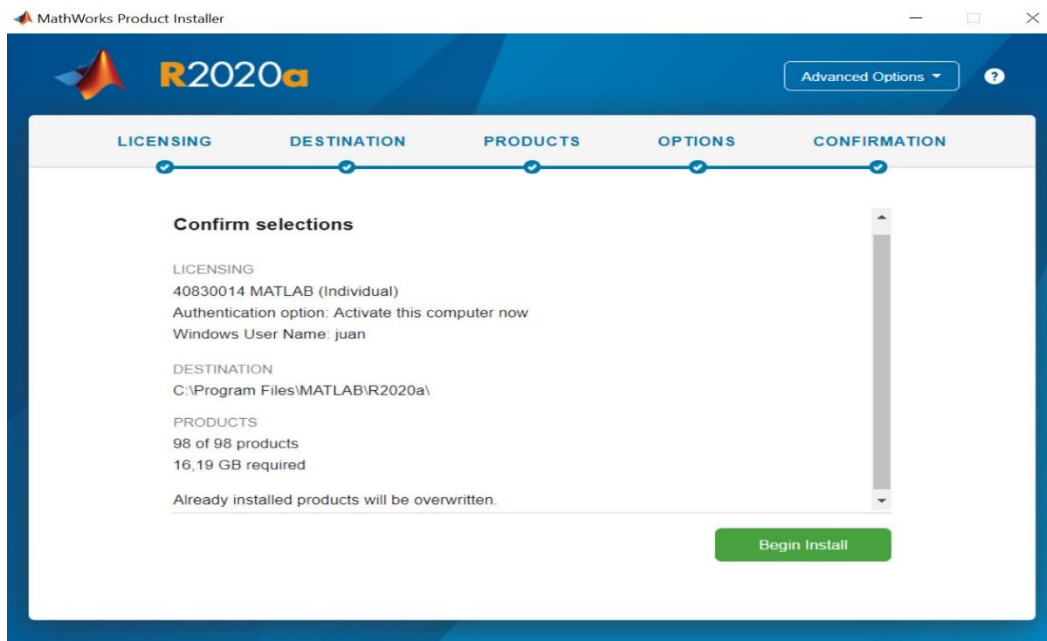 MathWorks Product Installer
R2020a
Advanced Options
?
LICENSING DESTINATION PRODUCTS OPTIONS CONFIRMATION
Confirm selections
LICENSING
40830014 MATLAB (Individual)
Authentication option: Activate this computer now
Windows User Name: juan
DESTINATION
C:\Program Files\MATLAB\R2020a\
PRODUCTS
98 of 98 products
16,19 GB required
Already installed products will be overwritten.
Begin Install